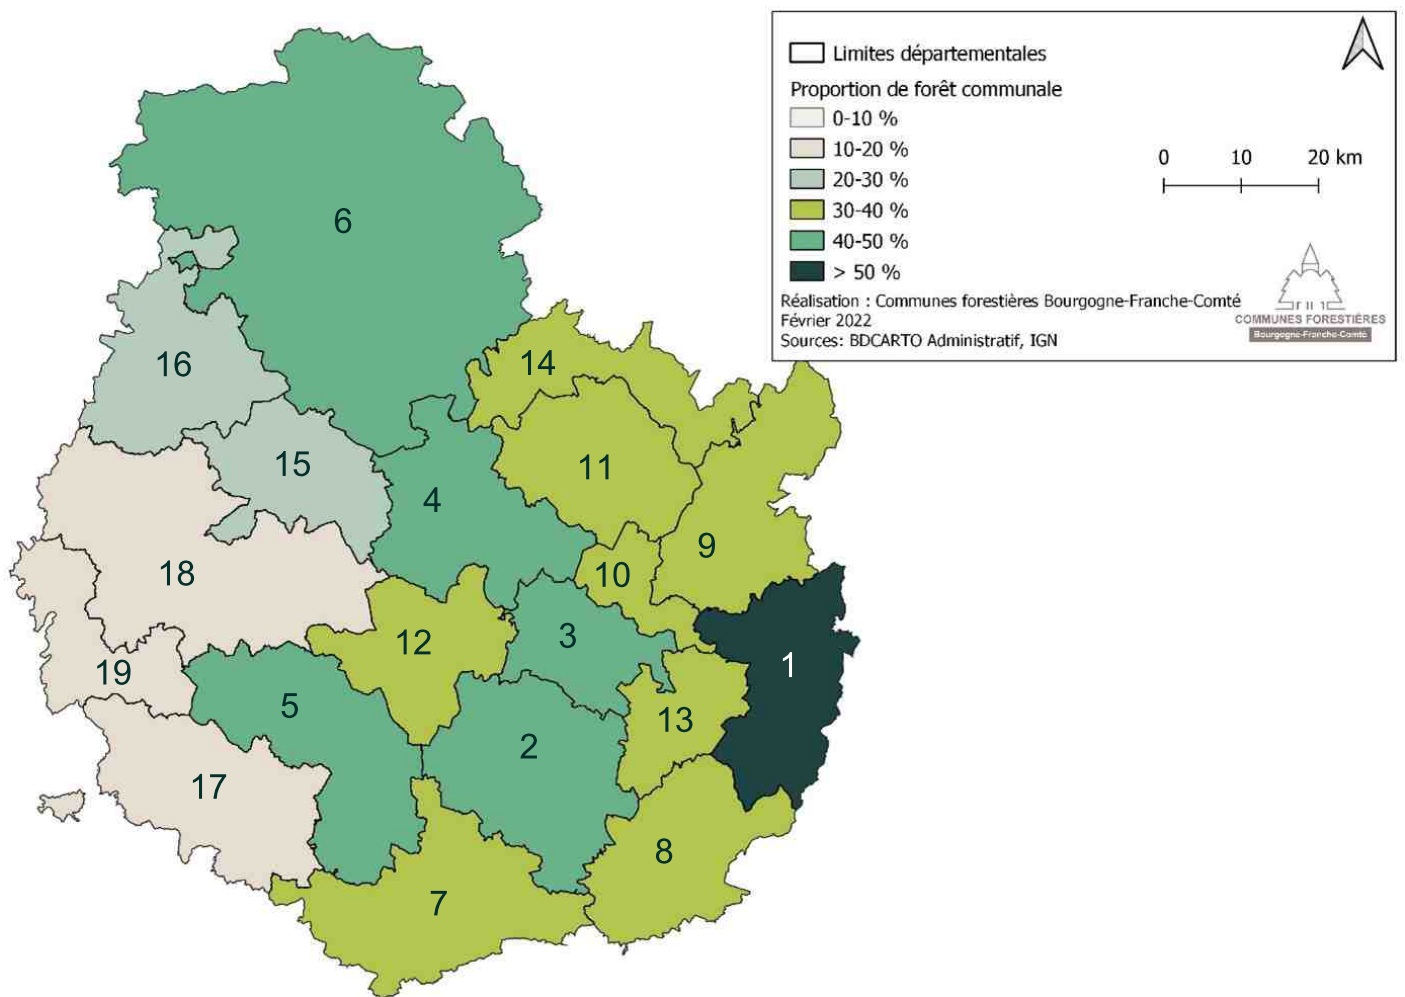 Limites départementales
Proportion de forêt communale
0-10 %
10-20 %
20-30 %
30-40 %
40-50 %
> 50 %
0 10 20 km
Réalisation : Communes forestières Bourgogne-Franche-Comté
Février 2022
Sources: BDCARTO Administratif, IGN
COMMUNES FORESTIÈRES
Bourgogne-Franche-Comté
6
14
16
15
11
4
9
18
10
12
3
1
19
5
13
2
17
8
7